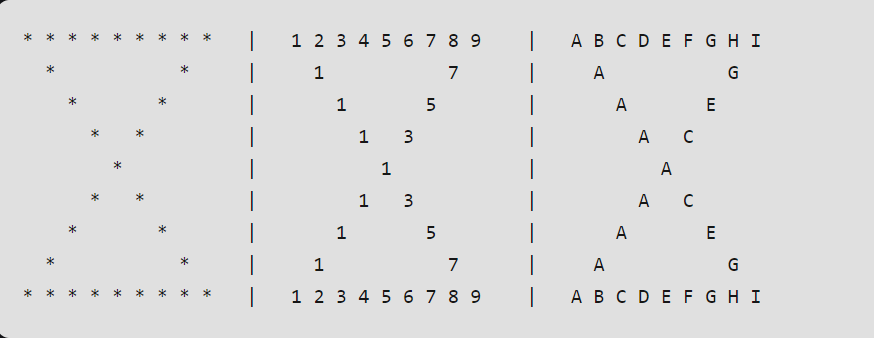 * * * * * * * * *   |   1 2 3 4 5 6 7 8 9    |   A B C D E F G H I
  *           *     |     1           7      |     A           G
    *       *       |       1       5        |       A       E
      *   *         |         1   3          |         A   C
        *           |           1            |           A
      *   *         |         1   3          |         A   C
    *       *       |       1       5        |       A       E
  *           *     |     1           7      |     A           G
* * * * * * * * *   |   1 2 3 4 5 6 7 8 9    |   A B C D E F G H I